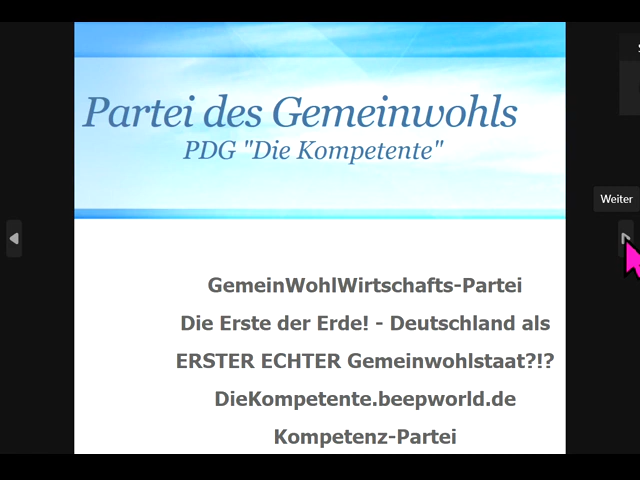 Partei des Gemeinwohls
PDG "Die Kompetente"
Weiter
GemeinWohlWirtschafts-Partei
Die Erste der Erde! - Deutschland als
ERSTER ECHTER Gemeinwohlstaat?!?
DieKompetente.beepworld.de
Kompetenz-Partei